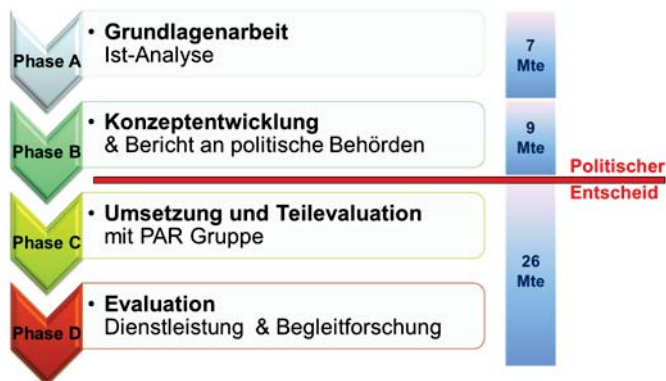 Phase A
• Grundlagenarbeit
Ist-Analyse
7
Mte
Phase B
• Konzeptentwicklung
& Bericht an politische Behörden
9
Mte
Politischer
Entscheid
Phase C
• Umsetzung und Teilevaluation
mit PAR Gruppe
26
Mte
Phase D
• Evaluation
Dienstleistung & Begleitforschung